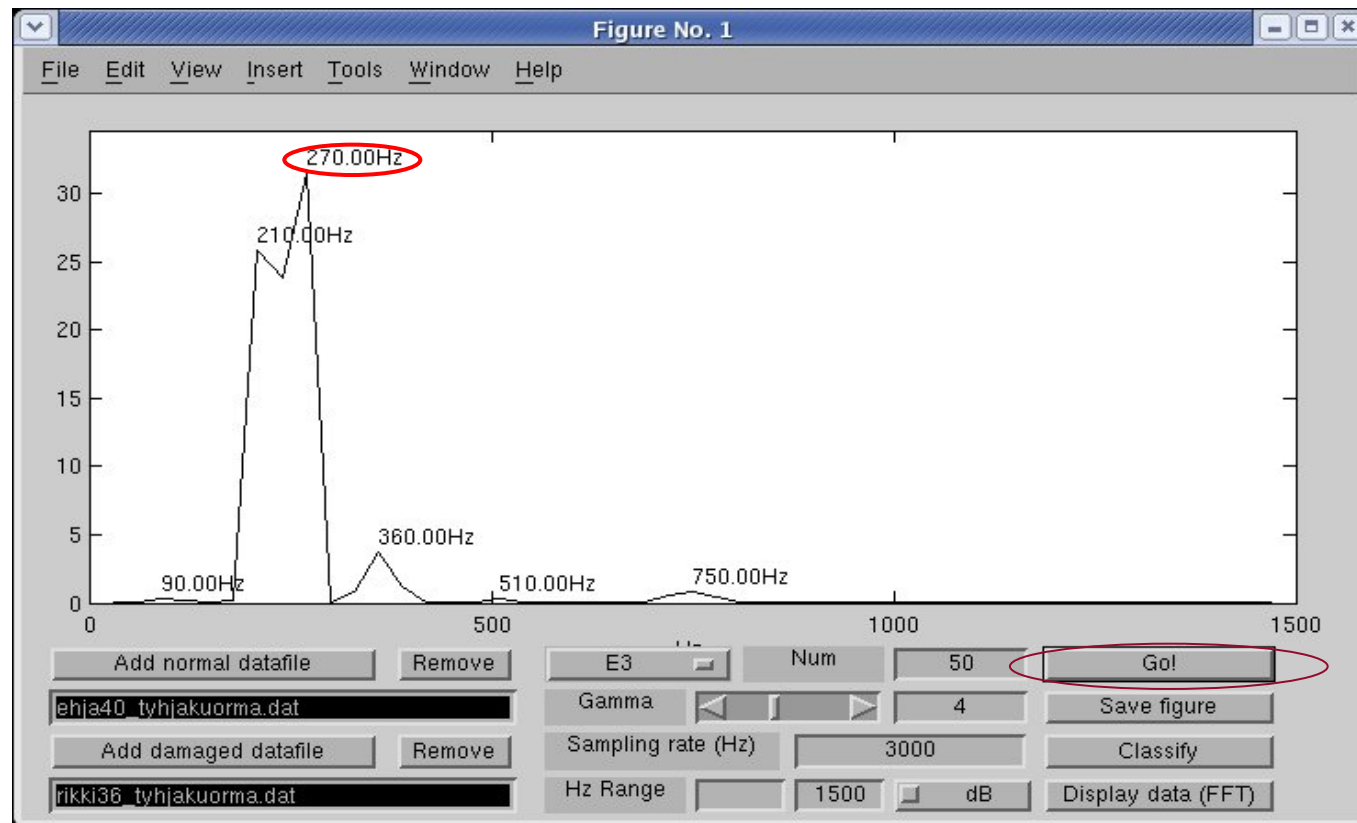 Figure No. 1
File Edit View Insert Tools Window Help
270.00Hz
30
210.00Hz
25
20
15
10
5
360.00Hz
90.00Hz
510.00Hz
750.00Hz
0
0 500 1000 1500
Add normal datafile Remove E3 Num 50 Go!
ehja40_tyhjakuorma.dat Gamma 4 Save figure
Add damaged datafile Remove Sampling rate (Hz) 3000 Classify
rikki36_tyhjakuorma.dat Hz Range 1500 dB Display data (FFT)